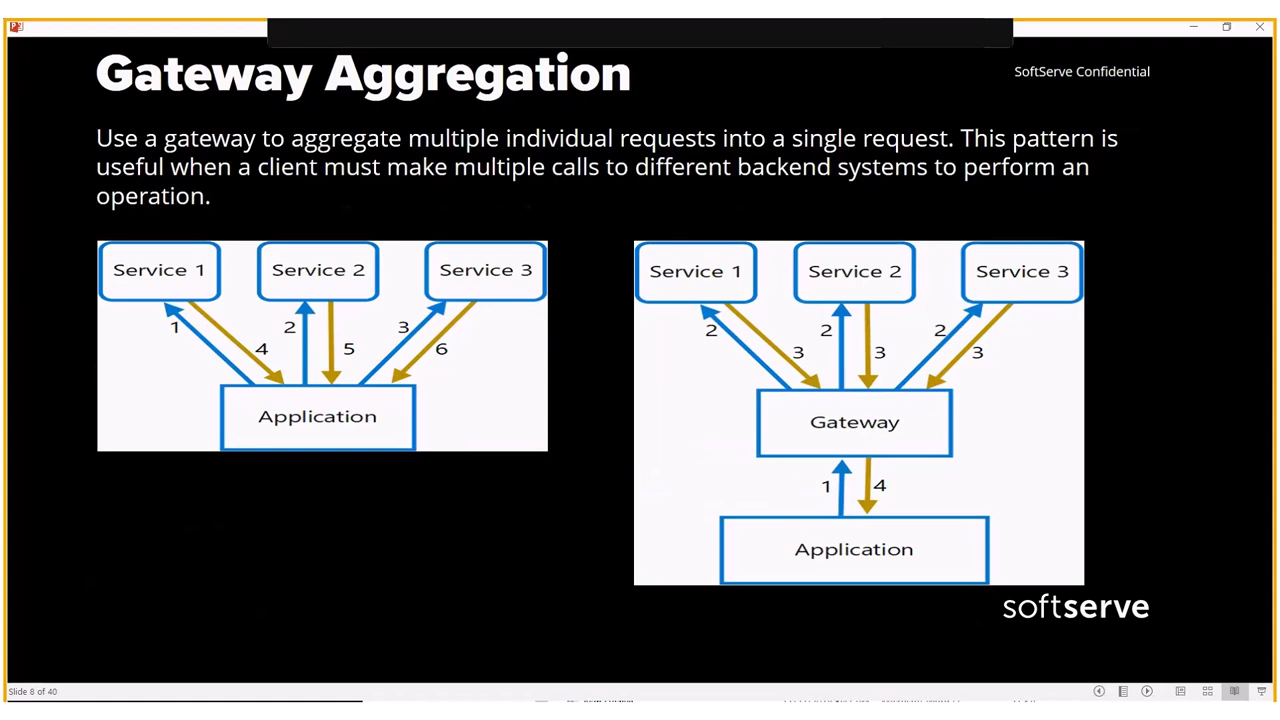 Gateway Aggregation
SoftServe Confidential
Use a gateway to aggregate multiple individual requests into a single request. This pattern is
useful when a client must make multiple calls to different backend systems to perform an
operation.
Service 1
Service 2
Service 3
1
4
2
5
3
6
Application
Service 1
Service 2
Service 3
2
3
2
3
2
3
Gateway
1
4
Application
softserve
Slide 8 of 40